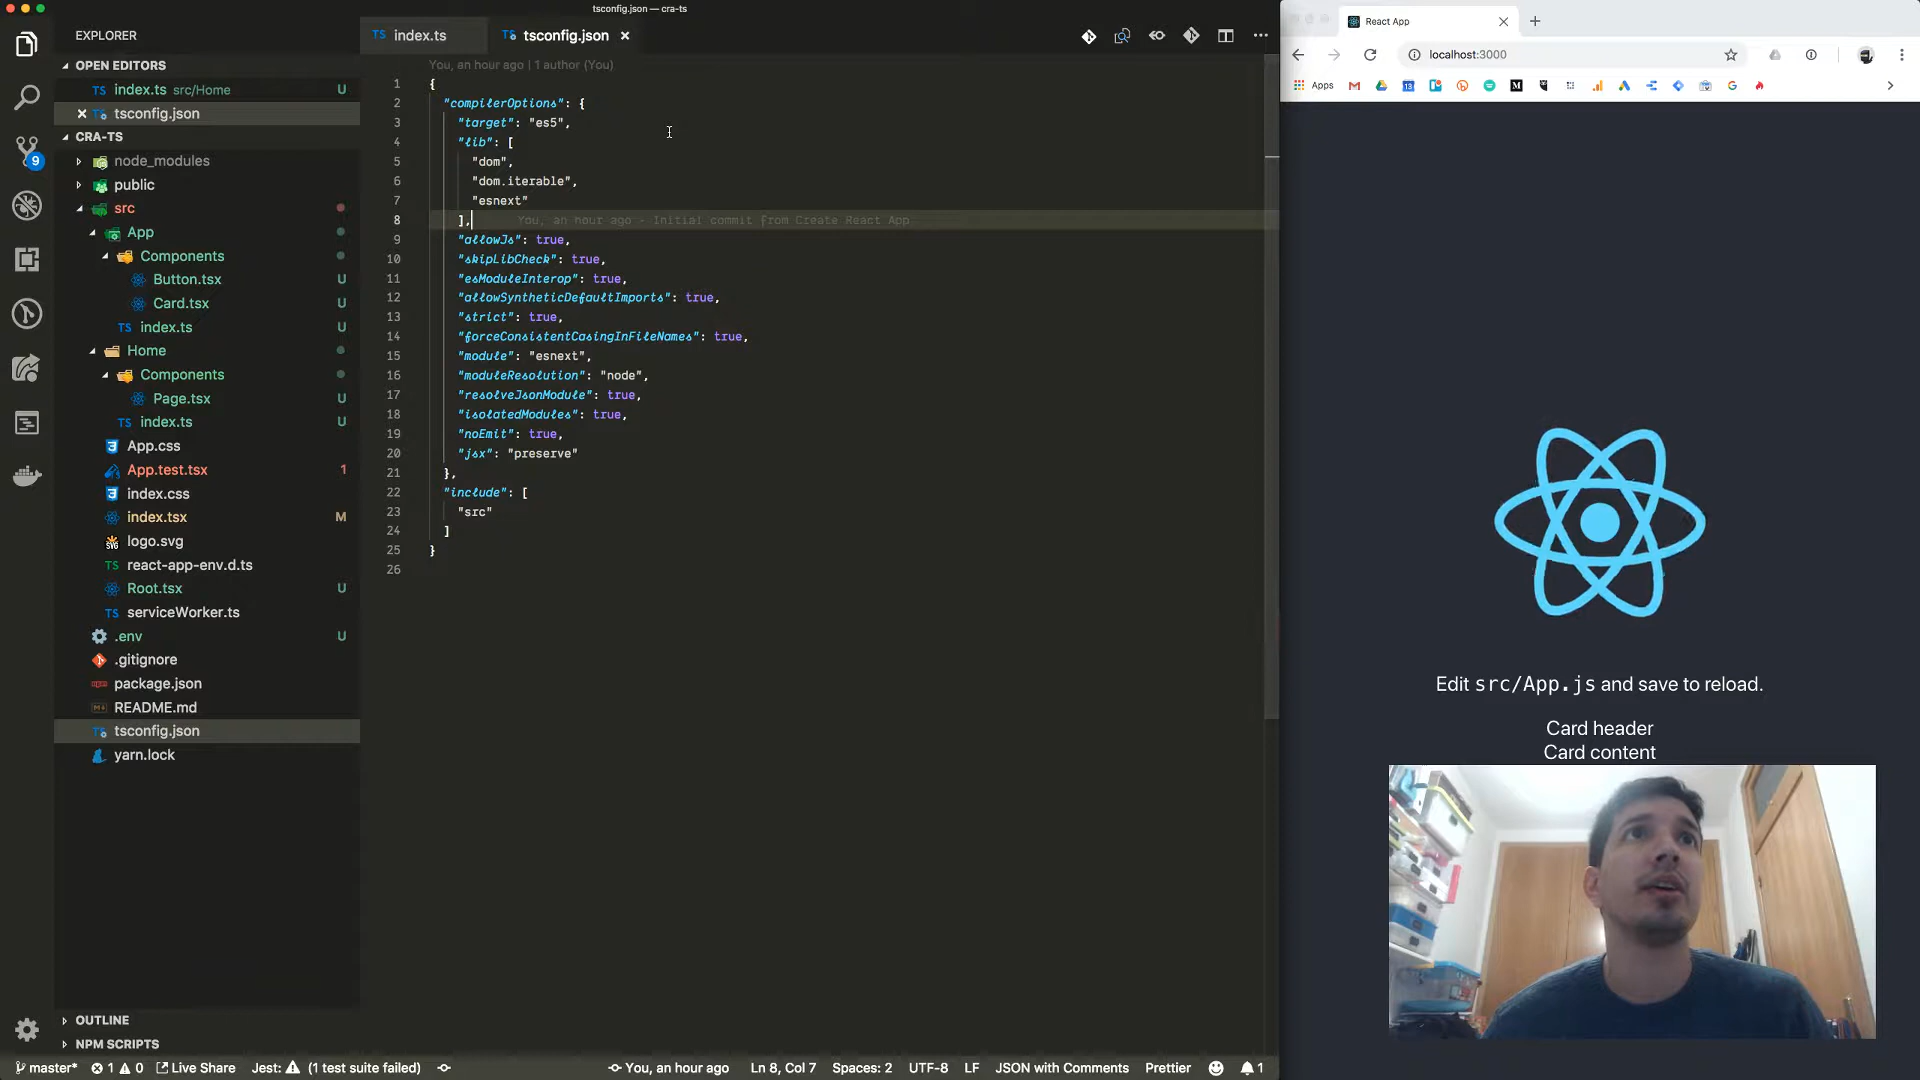 tsconfig.json — cra-ts
EXPLORER
OPEN EDITORS
TS index.ts src/Home U
tsconfig.json
CRA-TS
node_modules
public
src
App
Components
Button.tsx U
Card.tsx U
TS index.ts U
Home
Components
Page.tsx U
TS index.ts U
App.css
App.test.tsx 1
index.css
index.tsx M
logo.svg
TS react-app-env.d.ts
Root.tsx U
TS serviceWorker.ts
.env U
.gitignore
package.json
README.md
tsconfig.json
yarn.lock
OUTLINE
NPM SCRIPTS
9
TS index.ts
tsconfig.json
You, an hour ago | 1 author (You)
1 {
2 "compilerOptions": {
3 "target": "es5",
4 "lib": [
5 "dom",
6 "dom.iterable",
7 "esnext"
8 ], You, an hour ago - Initial commit from Create React App
9 "allowJs": true,
10 "skipLibCheck": true,
11 "esModuleInterop": true,
12 "allowSyntheticDefaultImports": true,
13 "strict": true,
14 "forceConsistentCasingInFileNames": true,
15 "module": "esnext",
16 "moduleResolution": "node",
17 "resolveJsonModule": true,
18 "isolatedModules": true,
19 "noEmit": true,
20 "jsx": "preserve"
21 },
22 "include": [
23 "src"
24 ]
25 }
26
master* 1 0 Live Share Jest: (1 test suite failed) You, an hour ago Ln 8, Col 7 Spaces: 2 UTF-8 LF JSON with Comments Prettier 1
React App
localhost:3000
Apps
Edit src/App.js and save to reload.
Card header
Card content